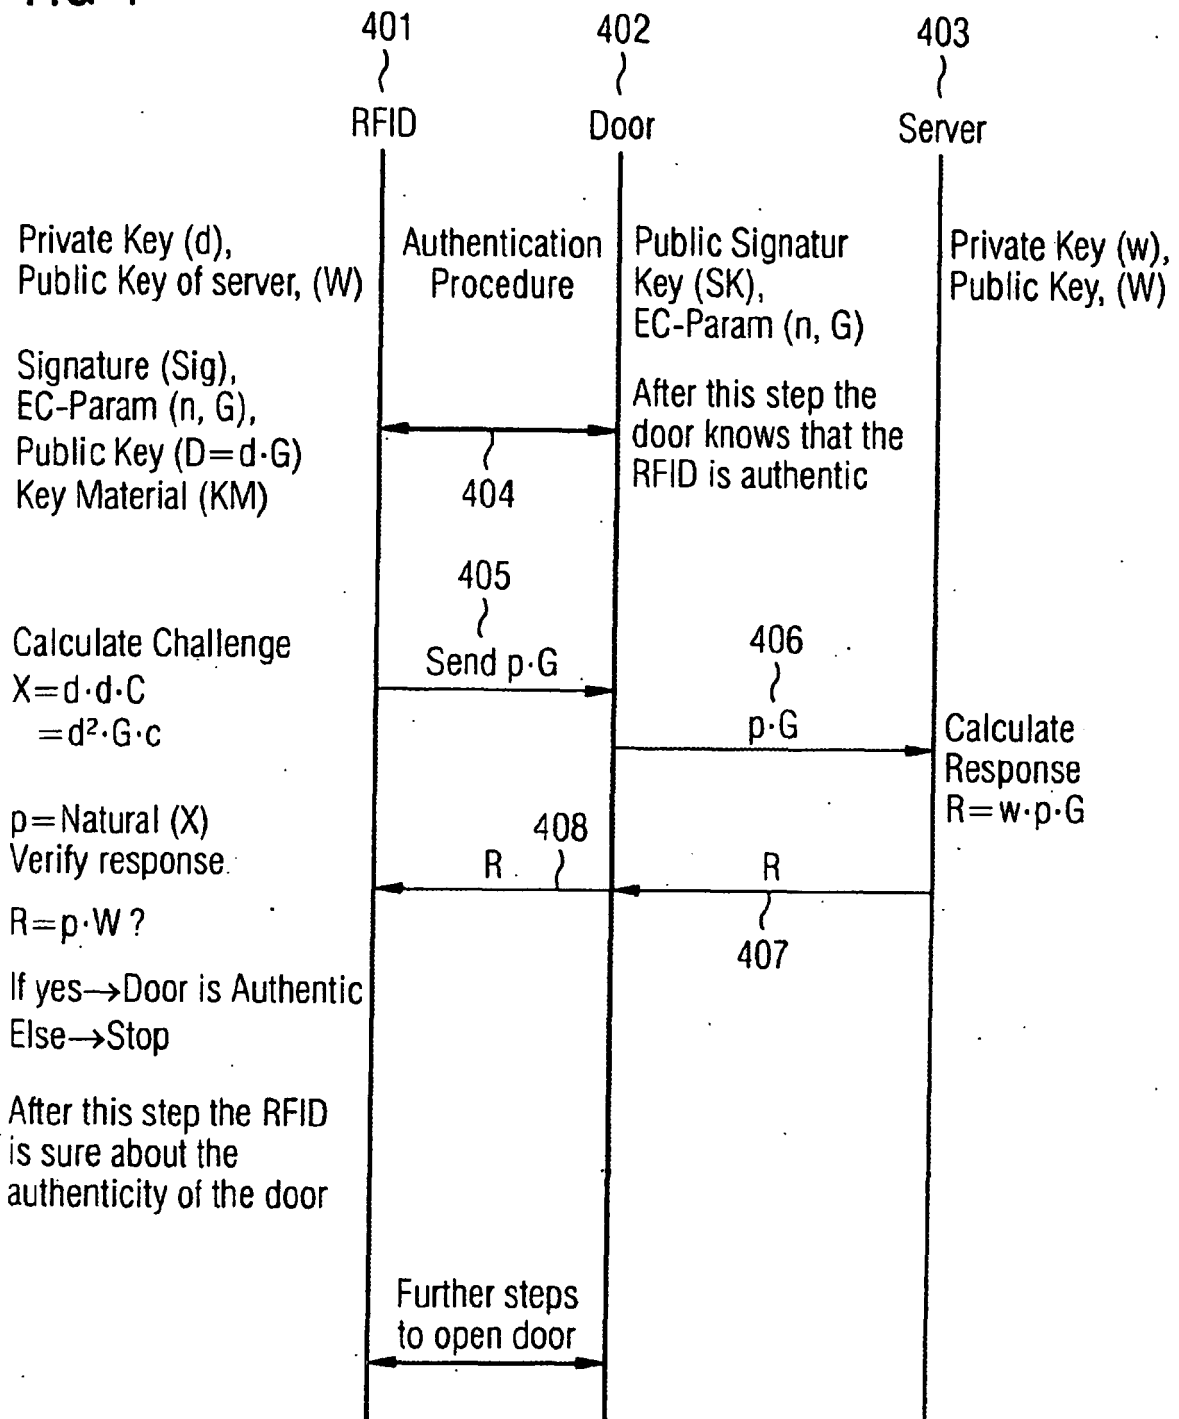 401
402
403
RFID
Door
Server
Private Key (d),
Public Key of server, (W)
Authentication
Procedure
Public Signatur
Key (SK),
EC-Param (n, G)
Private Key (w),
Public Key, (W)
Signature (Sig),
EC-Param (n, G),
Public Key (D=d·G)
Key Material (KM)
404
After this step the
door knows that the
RFID is authentic
405
Send p·G
Calculate Challenge
X=d·d·C
=d²·G·c
406
p·G
Calculate
Response
R=w·p·G
p=Natural (X)
Verify response
408
R
R
407
R=p·W ?
If yes→Door is Authentic
Else→Stop
After this step the RFID
is sure about the
authenticity of the door
Further steps
to open door